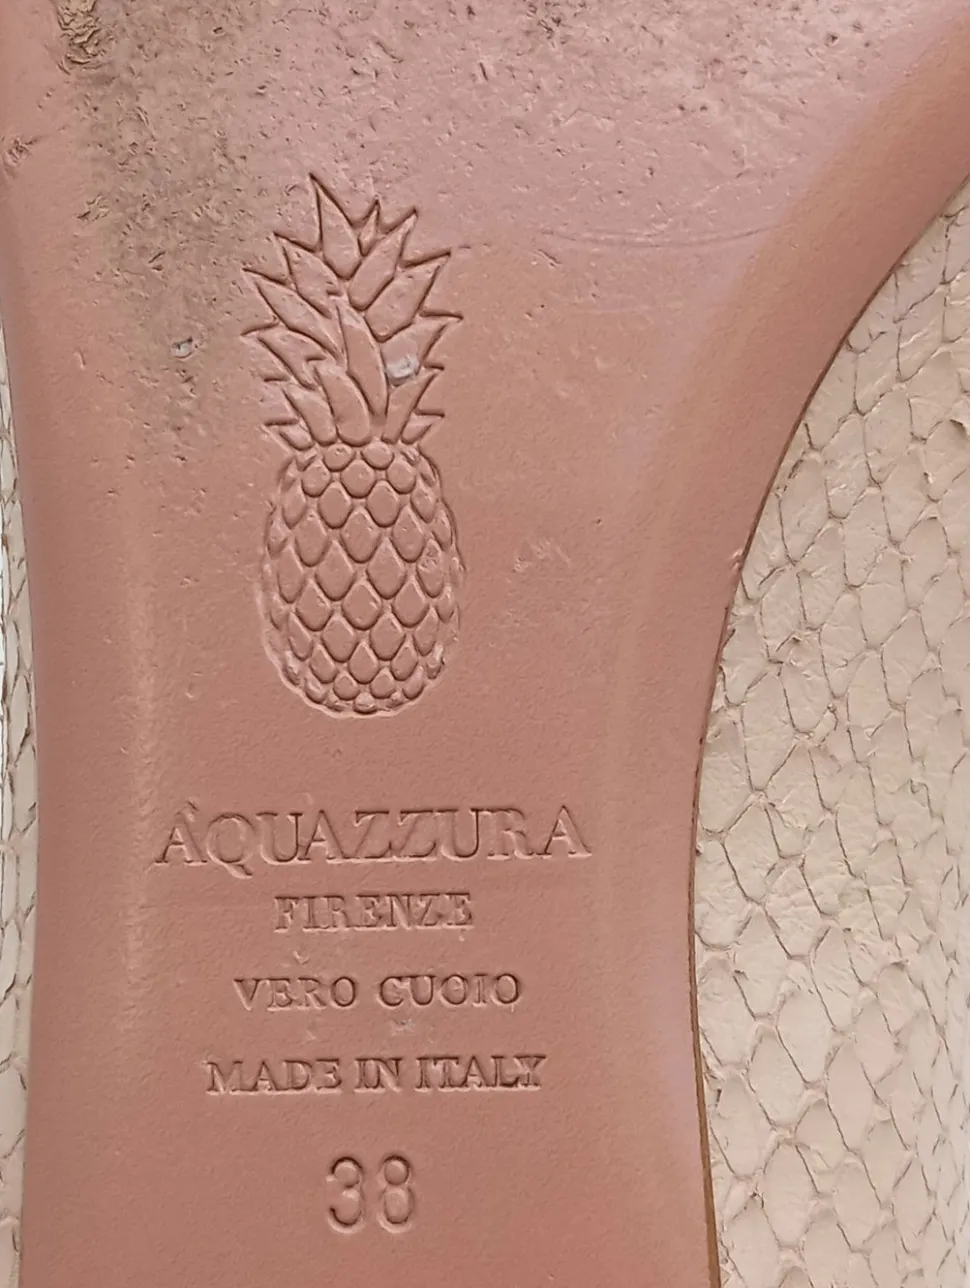 AQUAZZURA
FIRENZE
VERO CUOIO
MADE IN ITALY
38